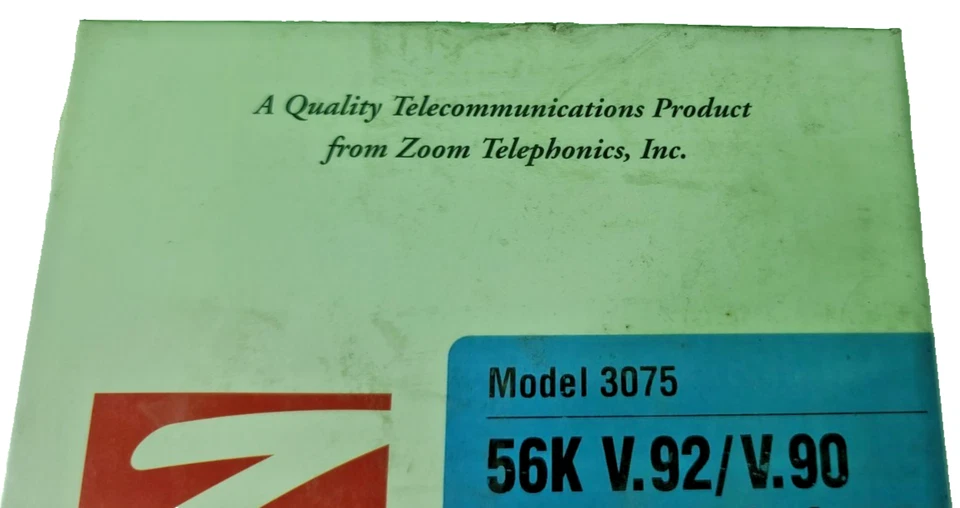 A Quality Telecommunications Product
from Zoom Telephonics, Inc.
Model 3075
56K V.92/V.90